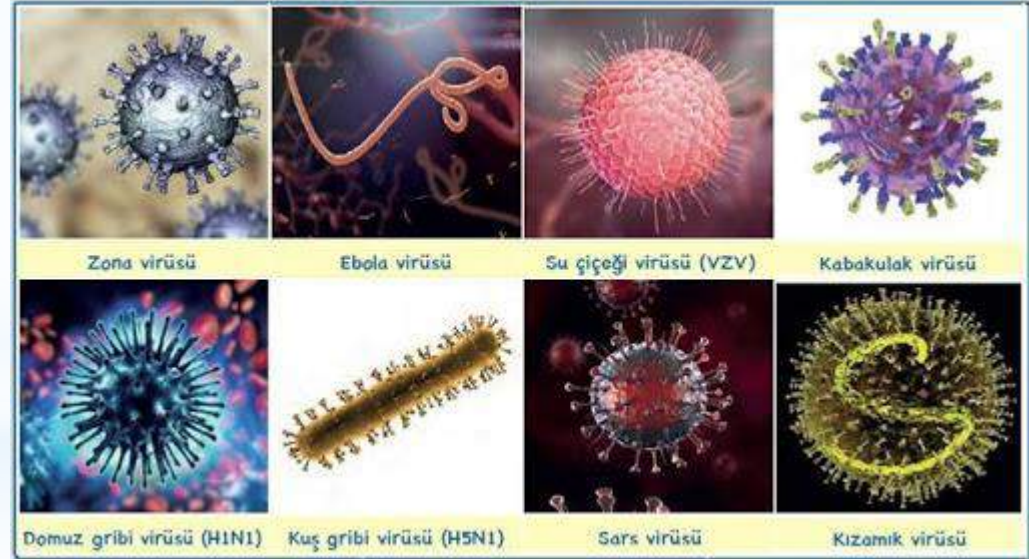 Zona virüsü
Ebola virüsü
Su çiçeği virüsü (VZV)
Kabakulak virüsü
Domuz gribi virüsü (H1N1)
Kuş gribi virüsü (H5N1)
Sars virüsü
Kızamık virüsü